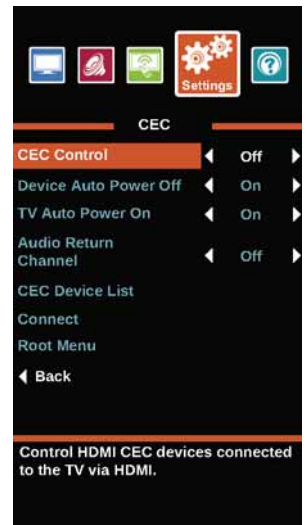 Settings
CEC
CEC Control Off
Device Auto Power Off On
TV Auto Power On On
Audio Return
Channel Off
CEC Device List
Connect
Root Menu
Back
Control HDMI CEC devices connected
to the TV via HDMI.